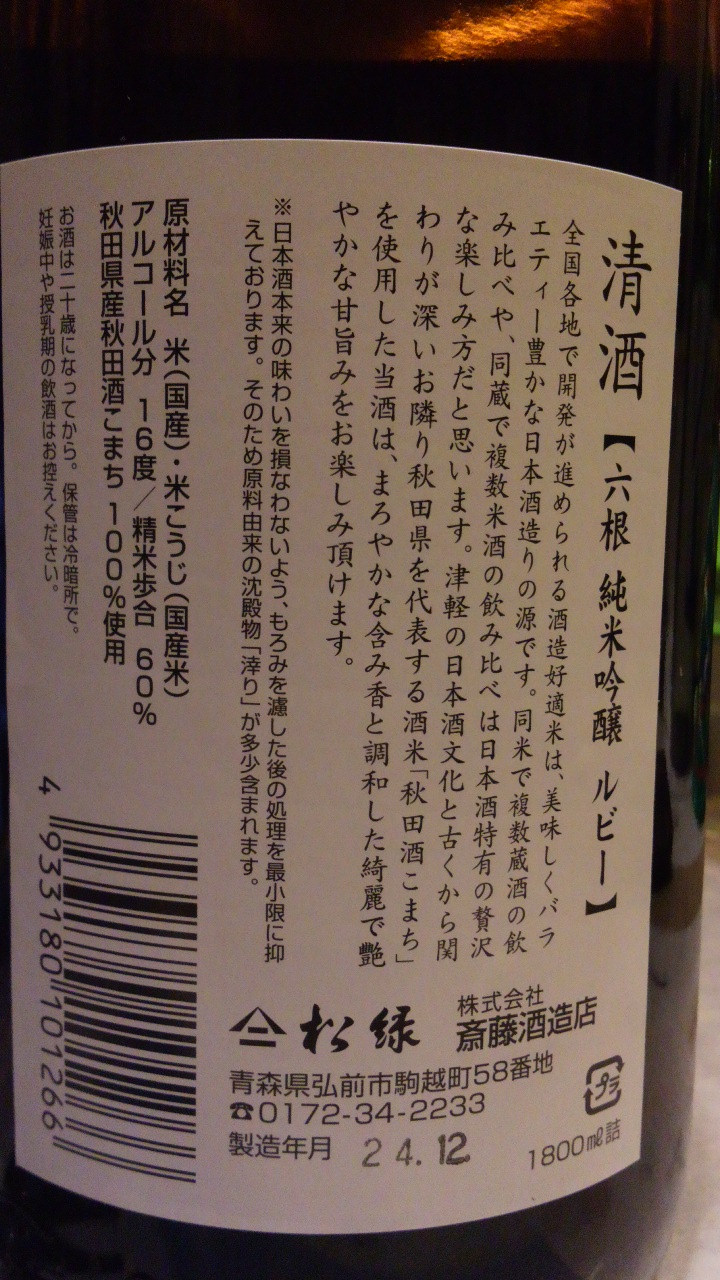 清酒【六根 純米吟醸 ルビー】
全国各地で開発が進められる酒造好適米は、美味しくバラ
エティー豊かな日本酒造りの源です。同米で複数蔵酒の飲
み比べや、同蔵で複数米酒の飲み比べは日本酒特有の贅沢
な楽しみ方だと思います。津軽の日本酒文化と古くから関
わりが深いお隣り秋田県を代表する酒米「秋田酒こまち」
を使用した当酒は、まろやかな含み香と調和した綺麗で艶
やかな甘旨みをお楽しみ頂けます。
※日本酒本来の味わいを損なわないよう、もろみを濾した後の処理を最小限に抑
えております。そのため原料由来の沈殿物「滓り」が多少含まれます。
原材料名 米(国産)・米こうじ(国産米)
アルコール分 16度／精米歩合 60%
秋田県産秋田酒こまち100%使用
お酒は二十歳になってから。保管は冷暗所で。
妊娠中や授乳期の飲酒はお控えください。
4 933180 101266
松緑
株式会社
斎藤酒造店
青森県弘前市駒越町58番地
☎0172-34-2233
製造年月 24.12
プラ
1800㎖詰